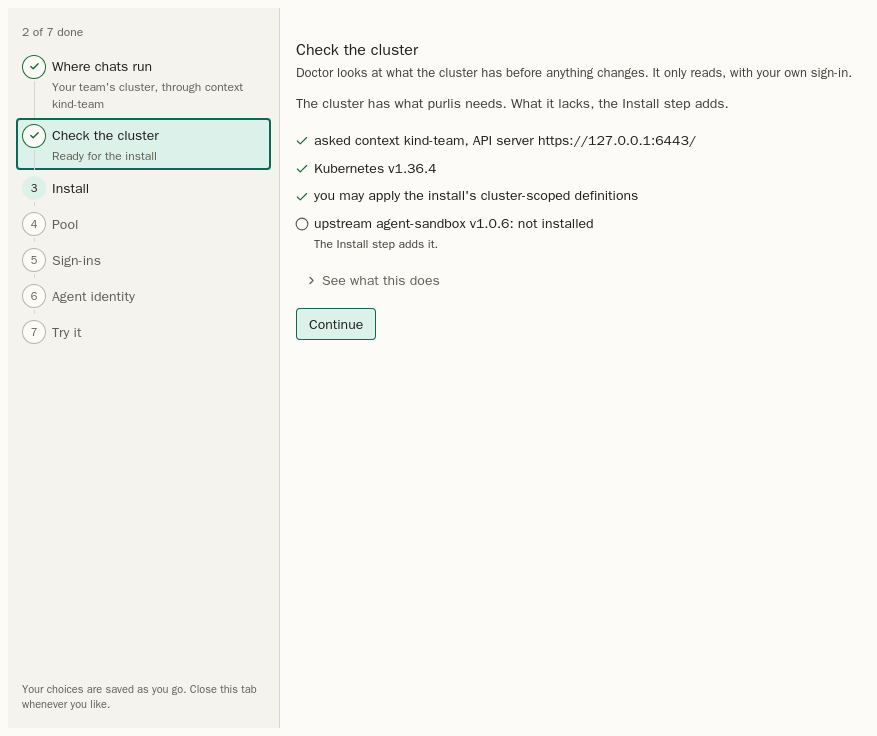 2 of 7 done
Where chats run
Your team's cluster, through context
kind-team
Check the cluster
Ready for the install
3 Install
4 Pool
5 Sign-ins
6 Agent identity
7 Try it
Your choices are saved as you go. Close this tab
whenever you like.
Check the cluster
Doctor looks at what the cluster has before anything changes. It only reads, with your own sign-in.
The cluster has what purlis needs. What it lacks, the Install step adds.
asked context kind-team, API server https://127.0.0.1:6443/
Kubernetes v1.36.4
you may apply the install's cluster-scoped definitions
upstream agent-sandbox v1.0.6: not installed
The Install step adds it.
See what this does
Continue